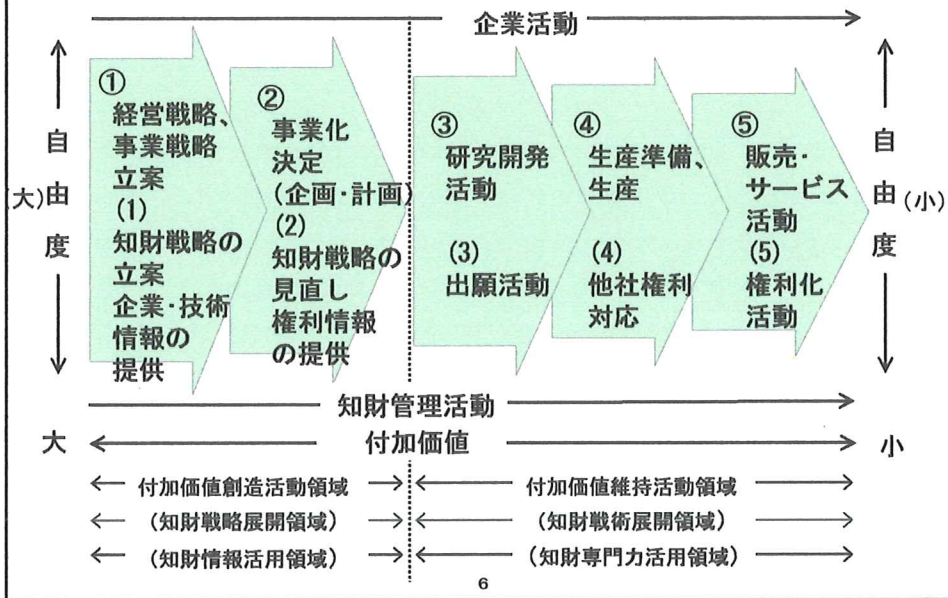 企業活動
(大)
自
由
度
①
経営戦略、
事業戦略
立案
(1)
知財戦略の
立案
企業・技術
情報の
提供
②
事業化
決定
(企画・計画)
(2)
知財戦略の
見直し
権利情報
の提供
③
研究開発
活動
(3)
出願活動
④
生産準備、
生産
(4)
他社権利
対応
⑤
販売・
サービス
活動
(5)
権利化
活動
自
由
度
(小)
知財管理活動
大 付加価値 小
付加価値創造活動領域 付加価値維持活動領域
(知財戦略展開領域) (知財戦術展開領域)
(知財情報活用領域) (知財専門力活用領域)
6